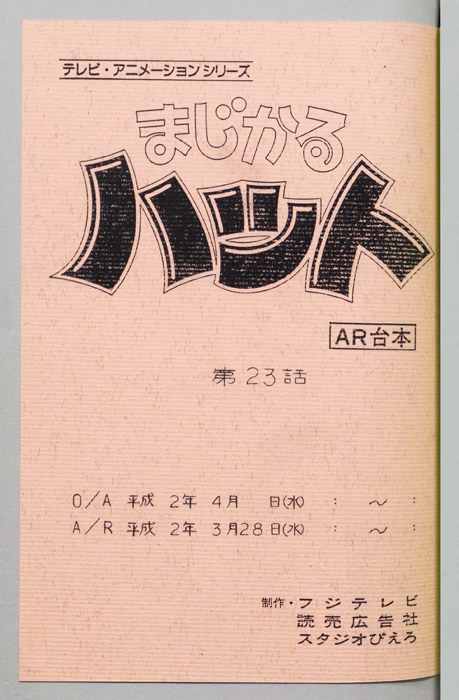 テレビ・アニメーションシリーズ
まじかる
ハット
AR台本
第23話
O/A 平成 2年 4月 日(水) : ～ :
A/R 平成 2年 3月28日(水) : ～ :
制作・フジテレビ
読売広告社
スタジオぴえろ